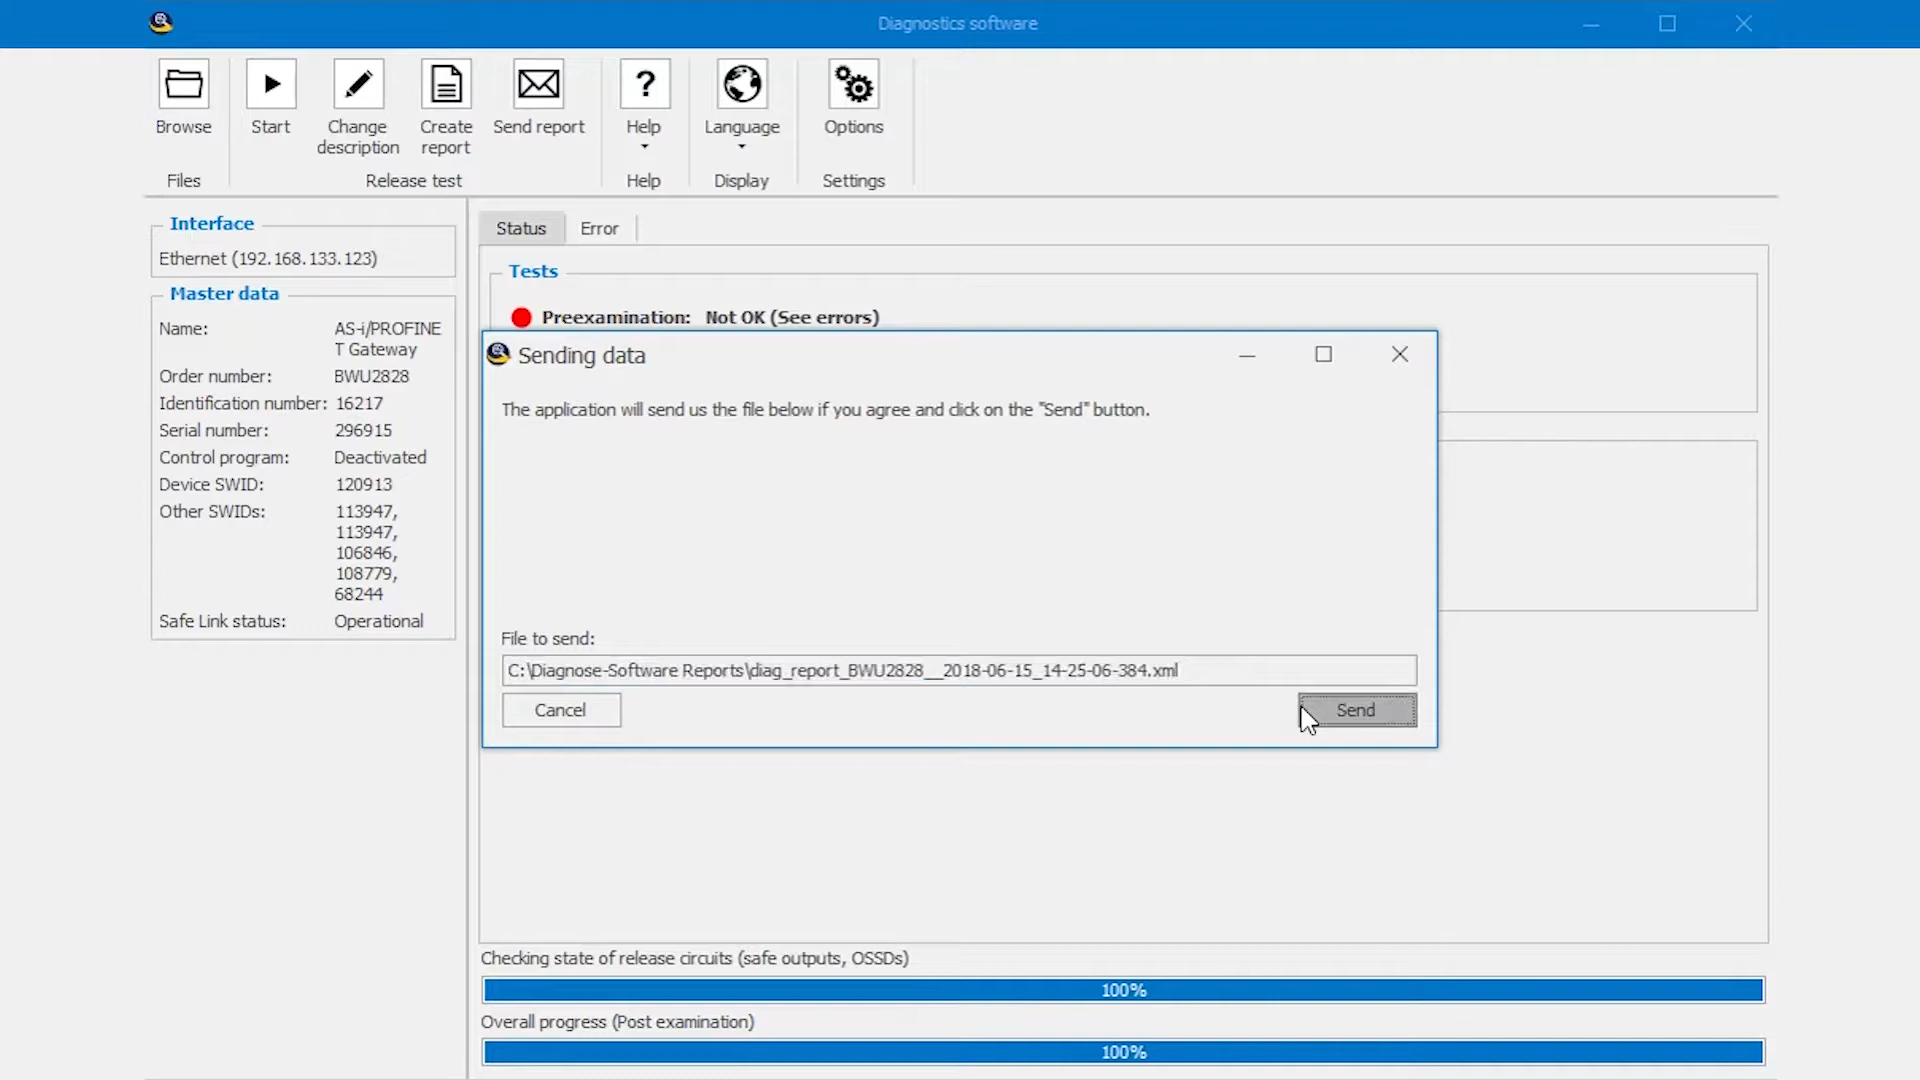 Diagnostics software
Browse
Start
Change
description
Create
report
Send report
Help
Language
Options
Files
Release test
Help
Display
Settings
Interface
Ethernet (192.168.133.123)
Master data
Name: AS-i/PROFINE
T Gateway
Order number: BWU2828
Identification number: 16217
Serial number: 296915
Control program: Deactivated
Device SWID: 120913
Other SWIDs: 113947,
113947,
106846,
108779,
68244
Safe Link status: Operational
Status
Error
Tests
Preexamination: Not OK (See errors)
Sending data
The application will send us the file below if you agree and click on the "Send" button.
File to send:
C:\Diagnose-Software Reports\diag_report_BWU2828__2018-06-15_14-25-06-384.xml
Cancel
Send
Checking state of release circuits (safe outputs, OSSDs)
100%
Overall progress (Post examination)
100%